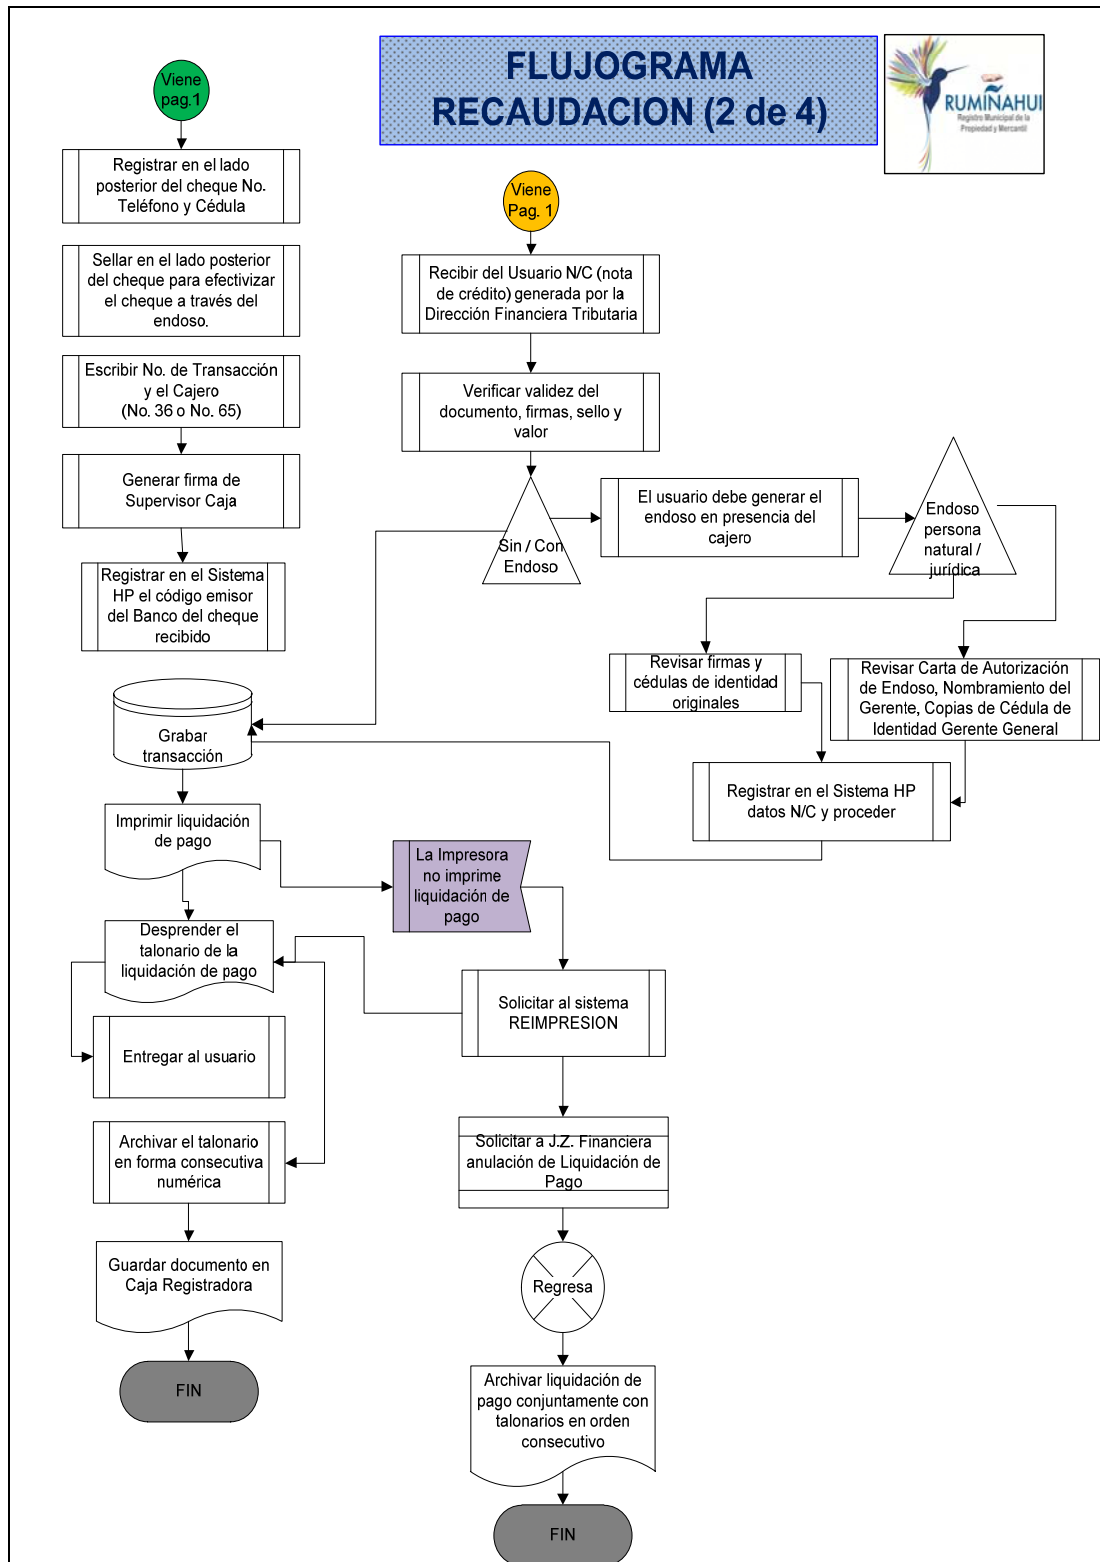 FLUJOGRAMA
RECAUDACION (2 de 4)
RUMIÑAHUI
Registro Municipal de la
Propiedad y Mercantil
Viene
pag.1
Registrar en el lado
posterior del cheque No.
Teléfono y Cédula
Sellar en el lado posterior
del cheque para efectivizar
el cheque a través del
endoso.
Escribir No. de Transacción
y el Cajero
(No. 36 o No. 65)
Generar firma de
Supervisor Caja
Registrar en el Sistema
HP el código emisor
del Banco del cheque
recibido
Viene
Pag. 1
Recibir del Usuario N/C (nota
de crédito) generada por la
Dirección Financiera Tributaria
Verificar validez del
documento, firmas, sello y
valor
Sin / Con
Endoso
El usuario debe generar el
endoso en presencia del
cajero
Endoso
persona
natural /
jurídica
Revisar firmas y
cédulas de identidad
originales
Revisar Carta de Autorización
de Endoso, Nombramiento del
Gerente, Copias de Cédula de
Identidad Gerente General
Registrar en el Sistema HP
datos N/C y proceder
Grabar
transacción
Imprimir liquidación
de pago
La Impresora
no imprime
liquidación de
pago
Desprender el
talonario de la
liquidación de pago
Solicitar al sistema
REIMPRESION
Entregar al usuario
Archivar el talonario
en forma consecutiva
numérica
Solicitar a J.Z. Financiera
anulación de Liquidación de
Pago
Guardar documento en
Caja Registradora
Regresa
FIN
Archivar liquidación de
pago conjuntamente con
talonarios en orden
consecutivo
FIN